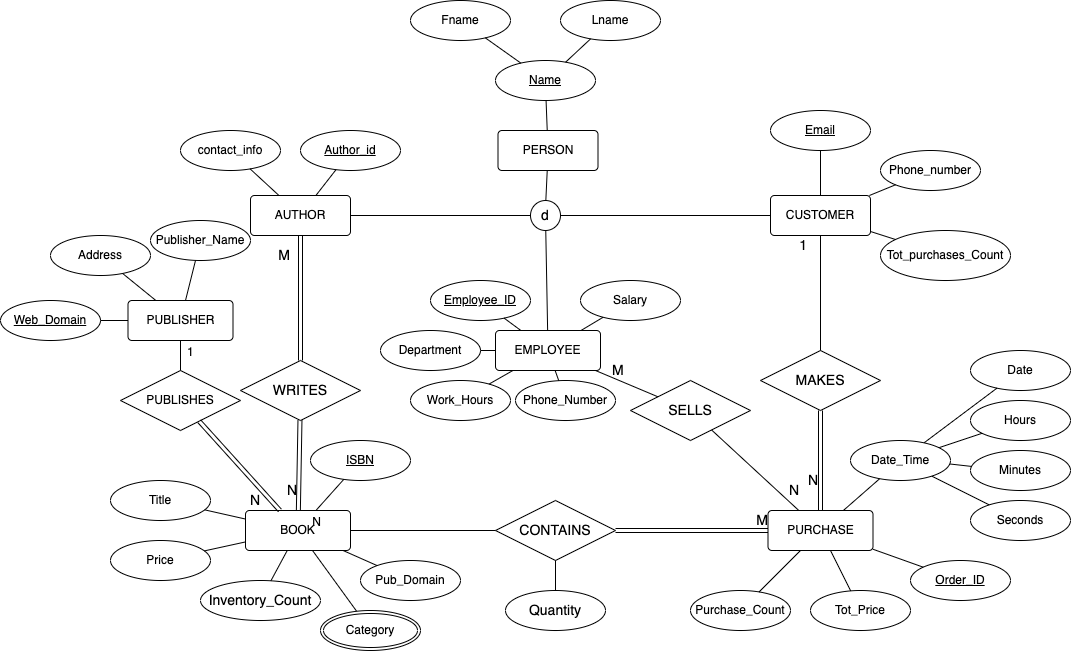 Fname
Lname
Name
PERSON
contact_info
Author_id
Email
Phone_number
AUTHOR
d
CUSTOMER
M
1
Publisher_Name
Address
Tot_purchases_Count
Web_Domain
PUBLISHER
1
Employee_ID
Salary
Department
EMPLOYEE
M
Work_Hours
Phone_Number
PUBLISHES
WRITES
SELLS
MAKES
Date
Hours
Date_Time
Minutes
Seconds
ISBN
Title
N
N
N
N
BOOK
N
CONTAINS
M
PURCHASE
Price
Pub_Domain
Inventory_Count
Category
Quantity
Purchase_Count
Tot_Price
Order_ID